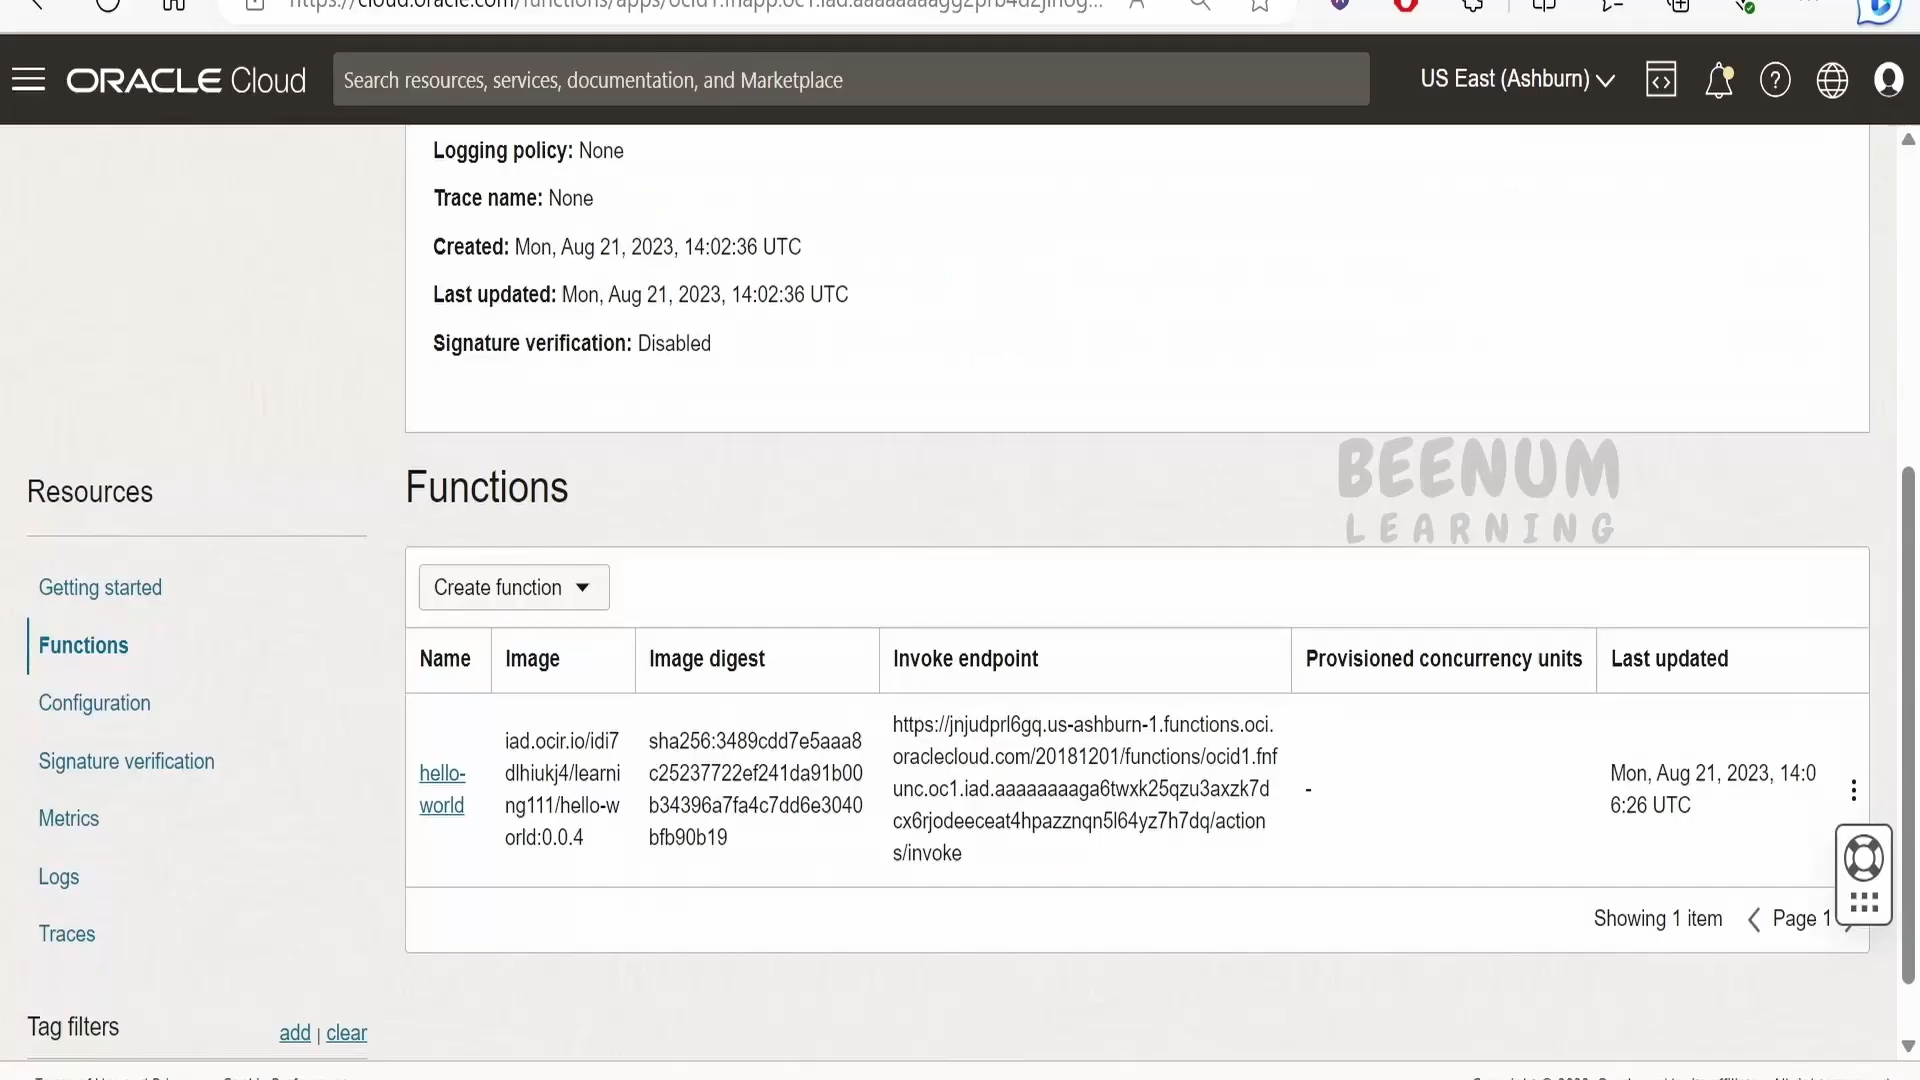 ORACLE Cloud
Search resources, services, documentation, and Marketplace
US East (Ashburn)
Logging policy: None
Trace name: None
Created: Mon, Aug 21, 2023, 14:02:36 UTC
Last updated: Mon, Aug 21, 2023, 14:02:36 UTC
Signature verification: Disabled
BEENUM
LEARNING
Resources
Getting started
Functions
Configuration
Signature verification
Metrics
Logs
Traces
Tag filters
add | clear
Functions
Create function
Name Image Image digest Invoke endpoint Provisioned concurrency units Last updated
hello-
world
iad.ocir.io/idi7
dlhiukj4/learni
ng111/hello-w
orld:0.0.4
sha256:3489cdd7e5aaa8
c25237722ef241da91b00
b34396a7fa4c7dd6e3040
bfb90b19
https://jnjudprl6gq.us-ashburn-1.functions.oci.
oraclecloud.com/20181201/functions/ocid1.fnf
unc.oc1.iad.aaaaaaaaga6twxk25qzu3axzk7d
cx6rjodeeceat4hpazznqn5l64yz7h7dq/action
s/invoke
-
Mon, Aug 21, 2023, 14:0
6:26 UTC
Showing 1 item
Page 1